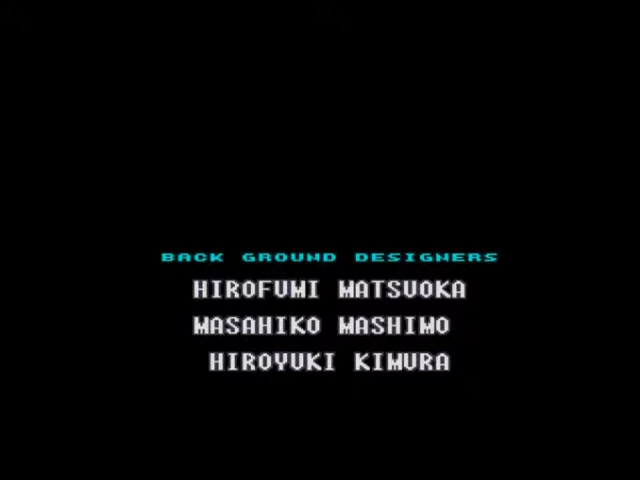 BACK GROUND DESIGNERS
HIROFUMI MATSUOKA
MASAHIKO MASHIMO
HIROYUKI KIMURA